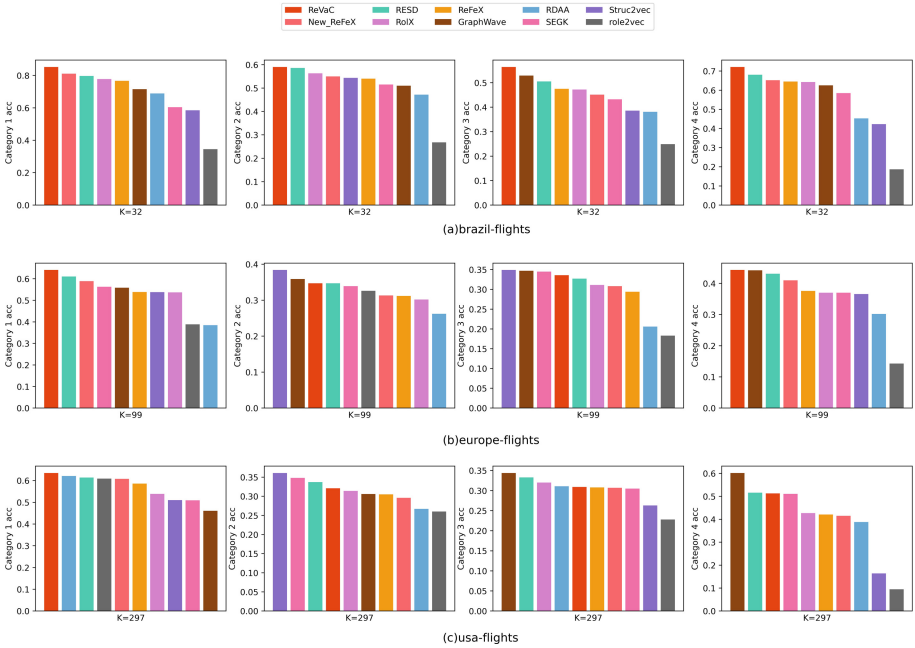 ReVaC RESD ReFeX RDAA Struc2vec
New_ReFeX RolX GraphWave SEGK role2vec
Category 1 acc
0.8
0.6
0.4
0.2
0.0
K=32
Category 2 acc
0.6
0.5
0.4
0.3
0.2
0.1
0.0
K=32
Category 3 acc
0.5
0.4
0.3
0.2
0.1
0.0
K=32
Category 4 acc
0.7
0.6
0.5
0.4
0.3
0.2
0.1
0.0
K=32
(a)brazil-flights
Category 1 acc
0.6
0.5
0.4
0.3
0.2
0.1
0.0
K=99
Category 2 acc
0.4
0.3
0.2
0.1
0.0
K=99
Category 3 acc
0.35
0.30
0.25
0.20
0.15
0.10
0.05
0.00
K=99
Category 4 acc
0.4
0.3
0.2
0.1
0.0
K=99
(b)europe-flights
Category 1 acc
0.6
0.5
0.4
0.3
0.2
0.1
0.0
K=297
Category 2 acc
0.35
0.30
0.25
0.20
0.15
0.10
0.05
0.00
K=297
Category 3 acc
0.35
0.30
0.25
0.20
0.15
0.10
0.05
0.00
K=297
Category 4 acc
0.6
0.5
0.4
0.3
0.2
0.1
0.0
K=297
(c)usa-flights